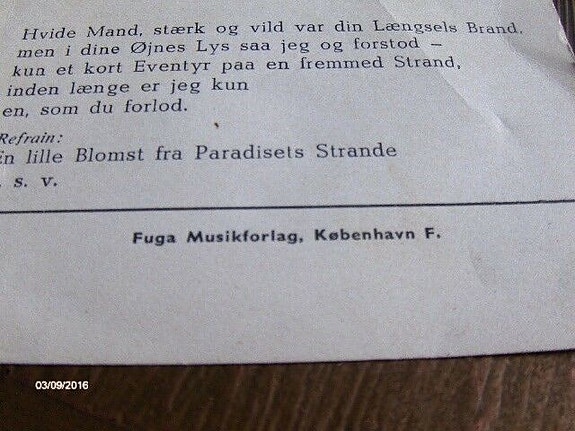 Hvide Mand, stærk og vild var din Længsels Brand,
men i dine Øjnes Lys saa jeg og forstod —
kun et kort Eventyr paa en fremmed Strand,
inden længe er jeg kun
en, som du forlod.
Refrain:
En lille Blomst fra Paradisets Strande
. s. v.
Fuga Musikforlag, København F.
03/09/2016